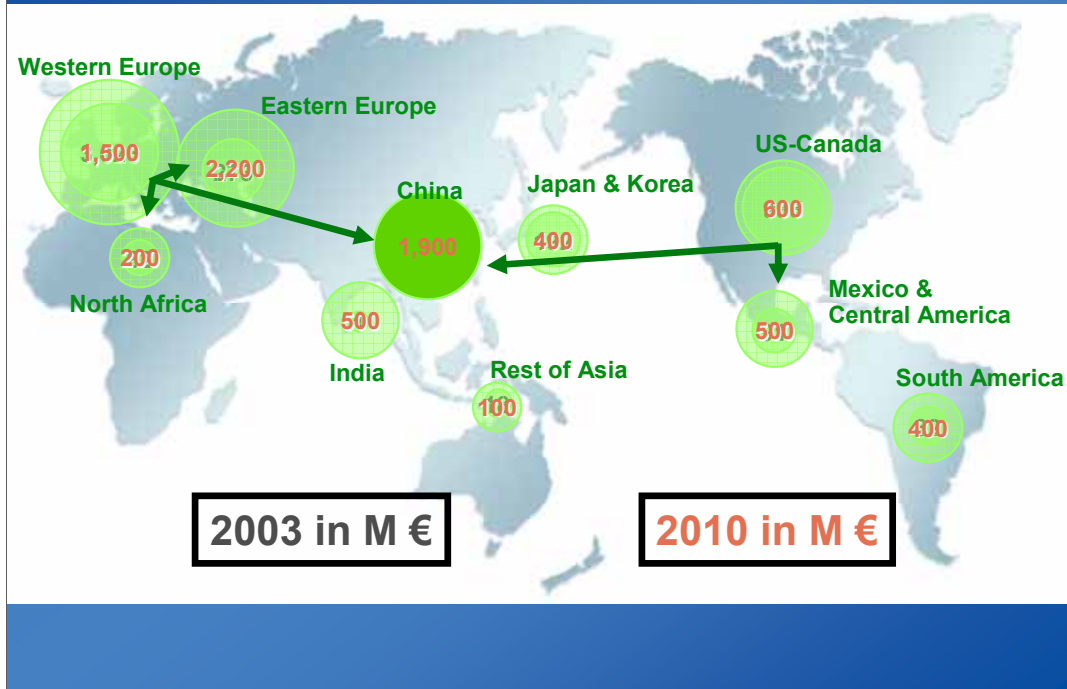 Western Europe
Eastern Europe
US-Canada
1,500
2,200
China
Japan & Korea
600
1,900
400
200
North Africa
Mexico &
Central America
500
500
India
Rest of Asia
South America
100
400
2003 in M €
2010 in M €